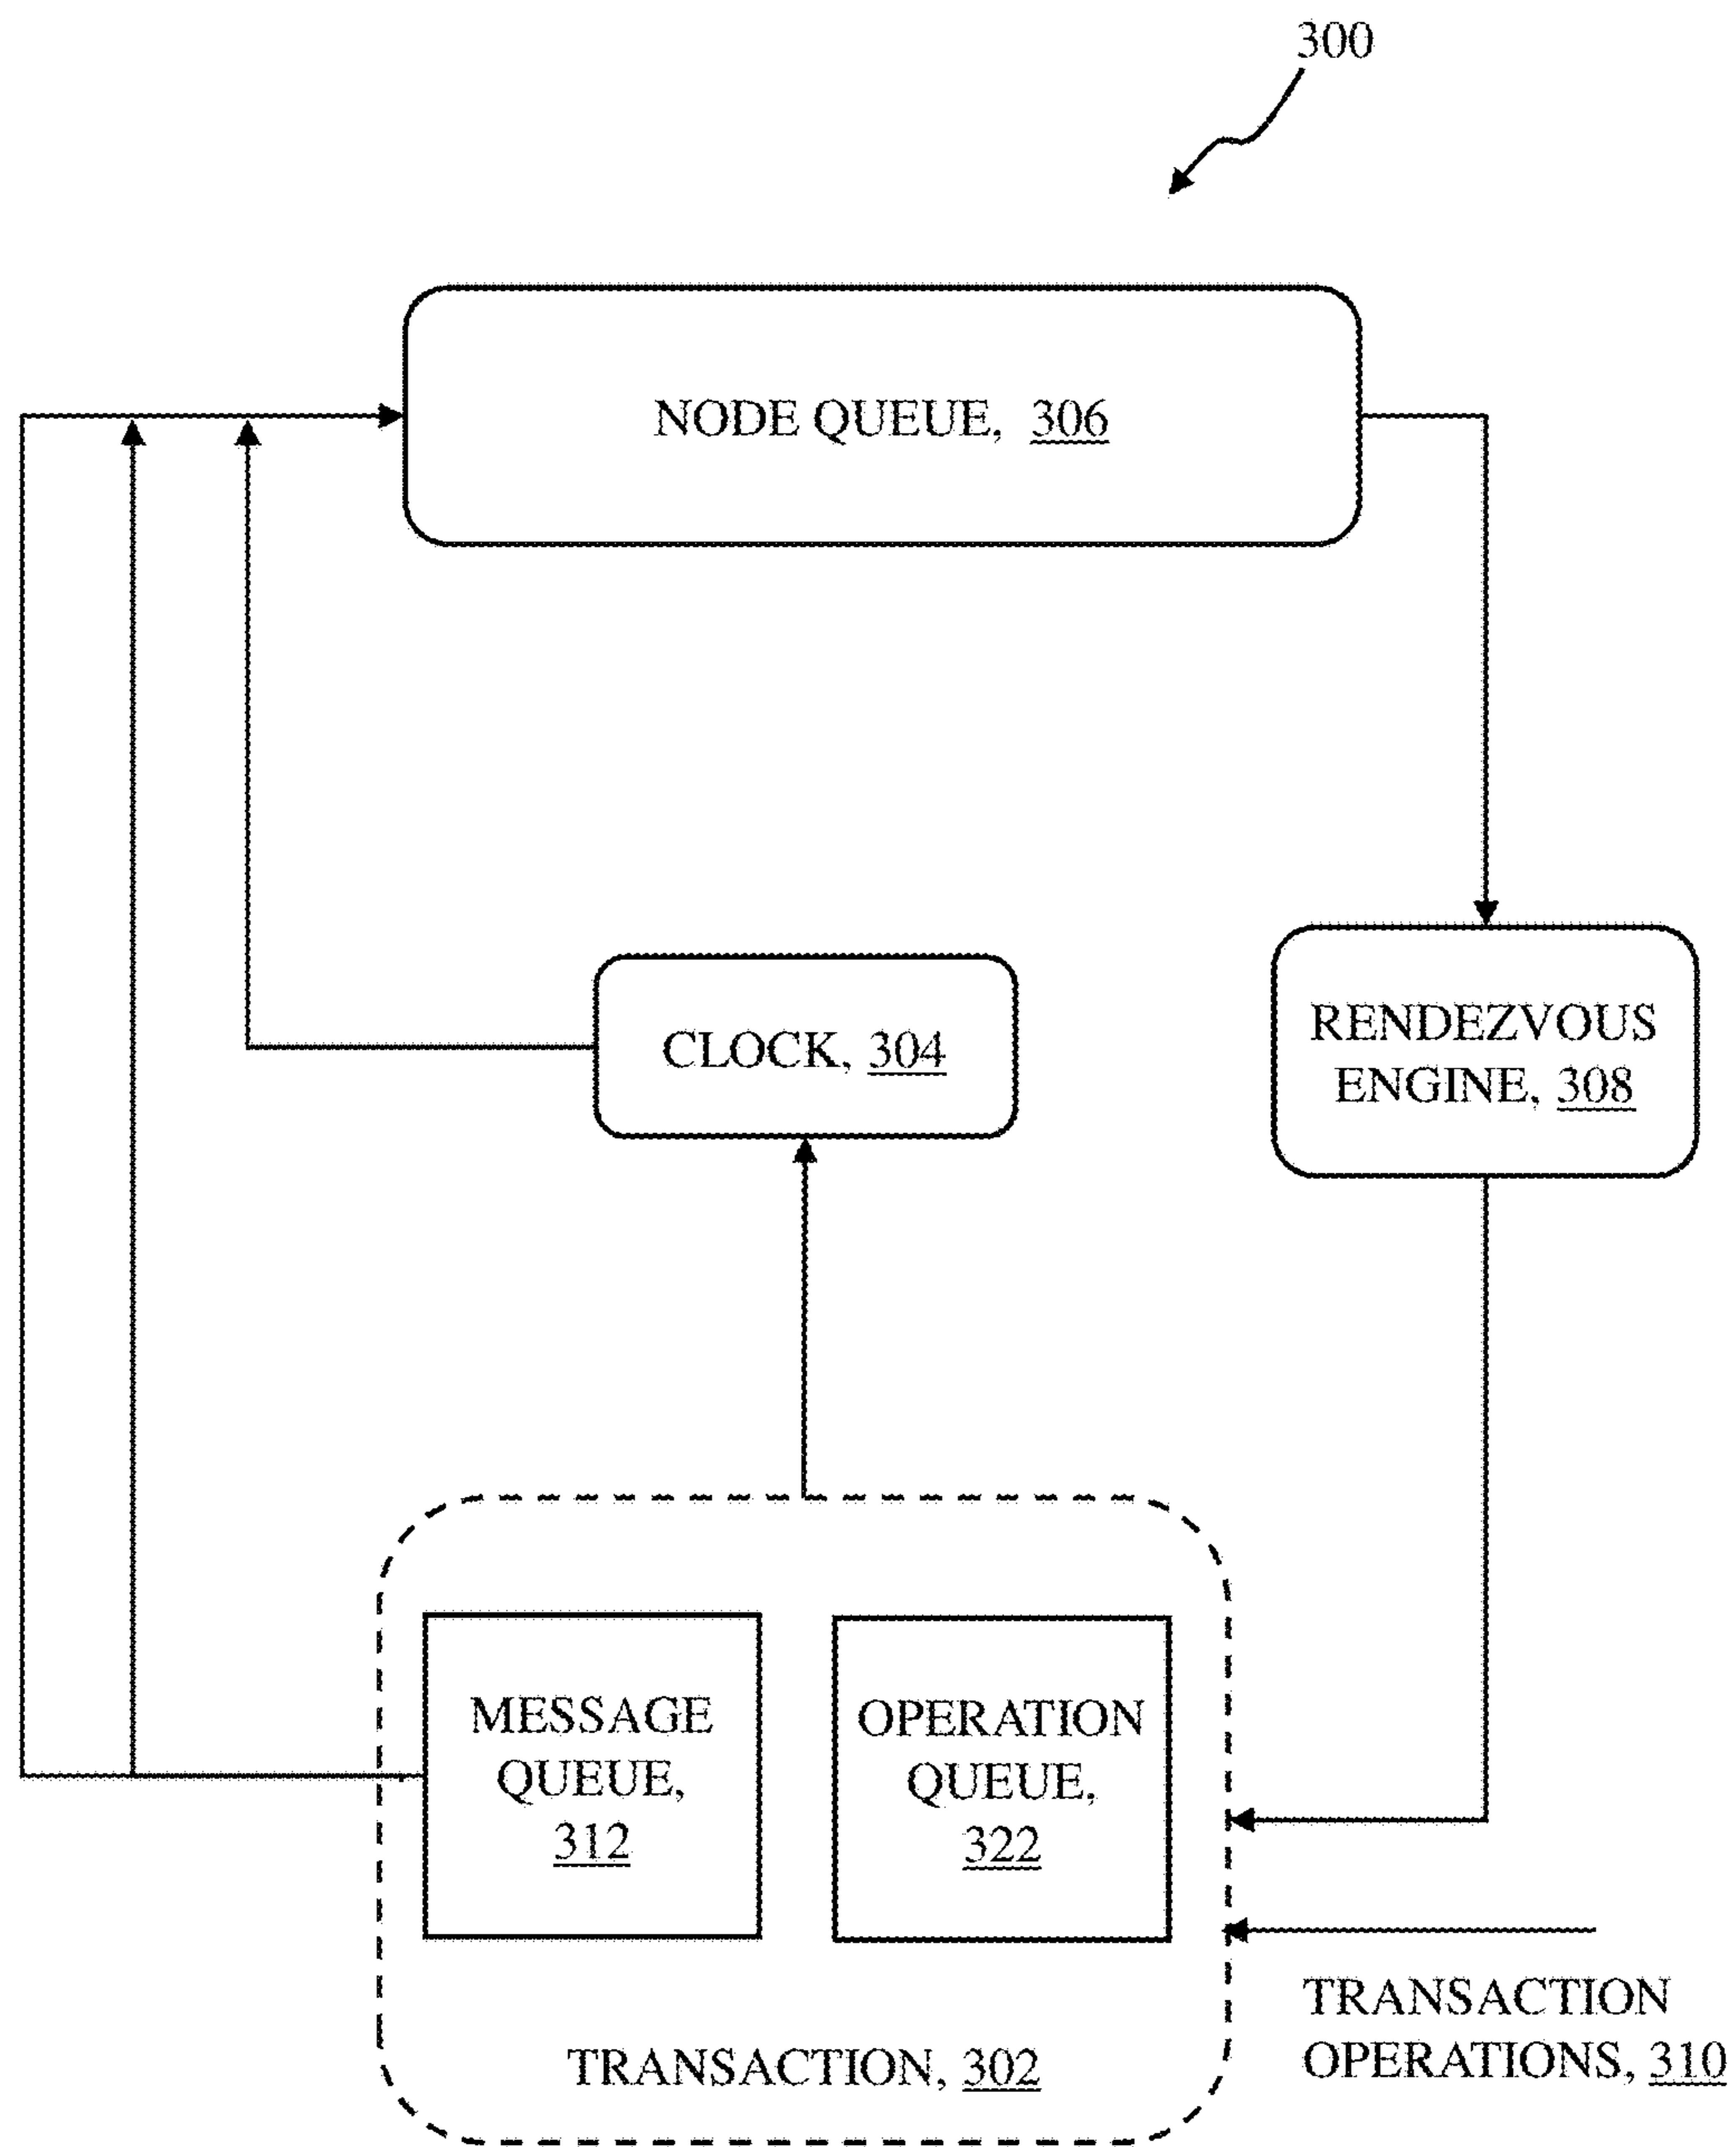 300
NODE QUEUE, 306
CLOCK, 304
RENDEZVOUS
ENGINE, 308
MESSAGE
QUEUE,
312
OPERATION
QUEUE,
322
TRANSACTION, 302
TRANSACTION
OPERATIONS, 310